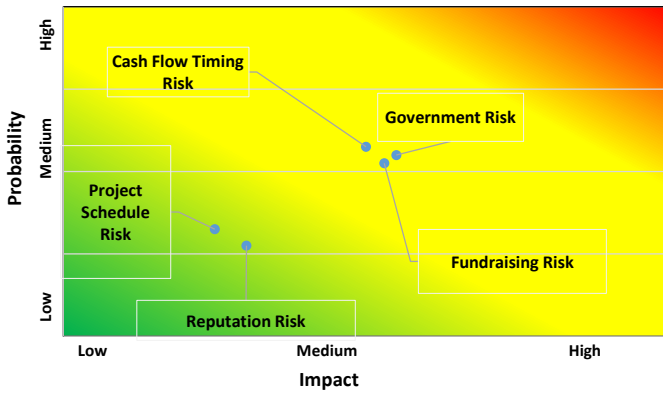 High
Medium
Low
Probability
Cash Flow Timing
Risk
Government Risk
Project
Schedule
Risk
Fundraising Risk
Reputation Risk
Low
Medium
High
Impact